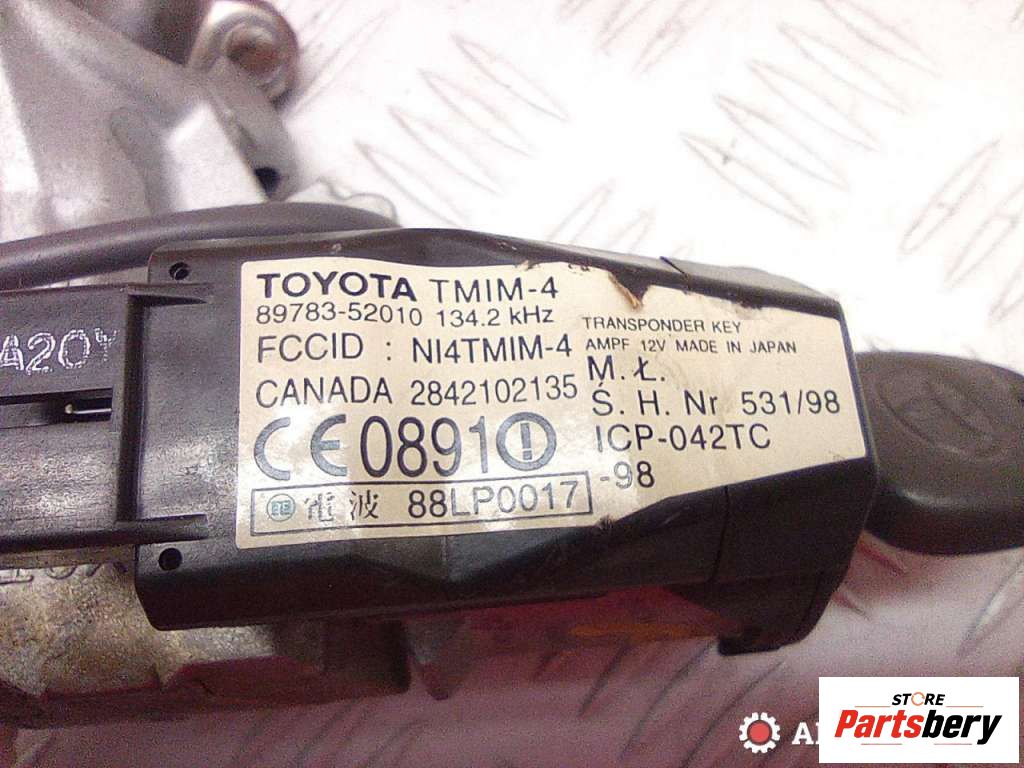 TOYOTA TMIM-4
89783-52010 134.2 kHz
FCCID : NI4TMIM-4
CANADA 2842102135
CE0891
電波 88LP0017
TRANSPONDER KEY
AMPF 12V MADE IN JAPAN
M.Ł.
Ś.H.Nr 531/98
ICP-042TC
-98
A20
STORE
Partsbery